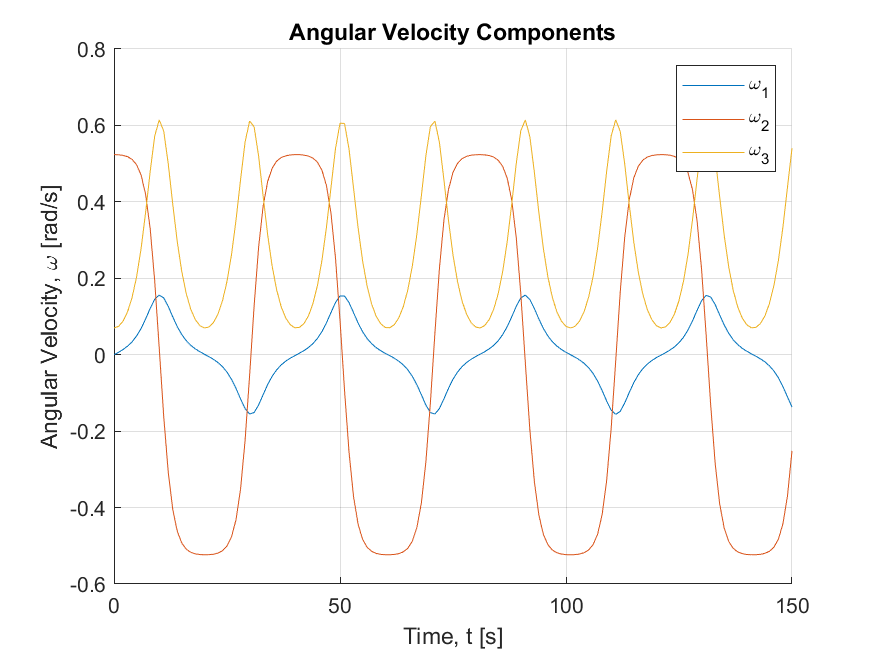 Angular Velocity Components
0.8
0.6
0.4
0.2
0
-0.2
-0.4
-0.6
Angular Velocity, ω [rad/s]
ω₁
ω₂
ω₃
0 50 100 150
Time, t [s]